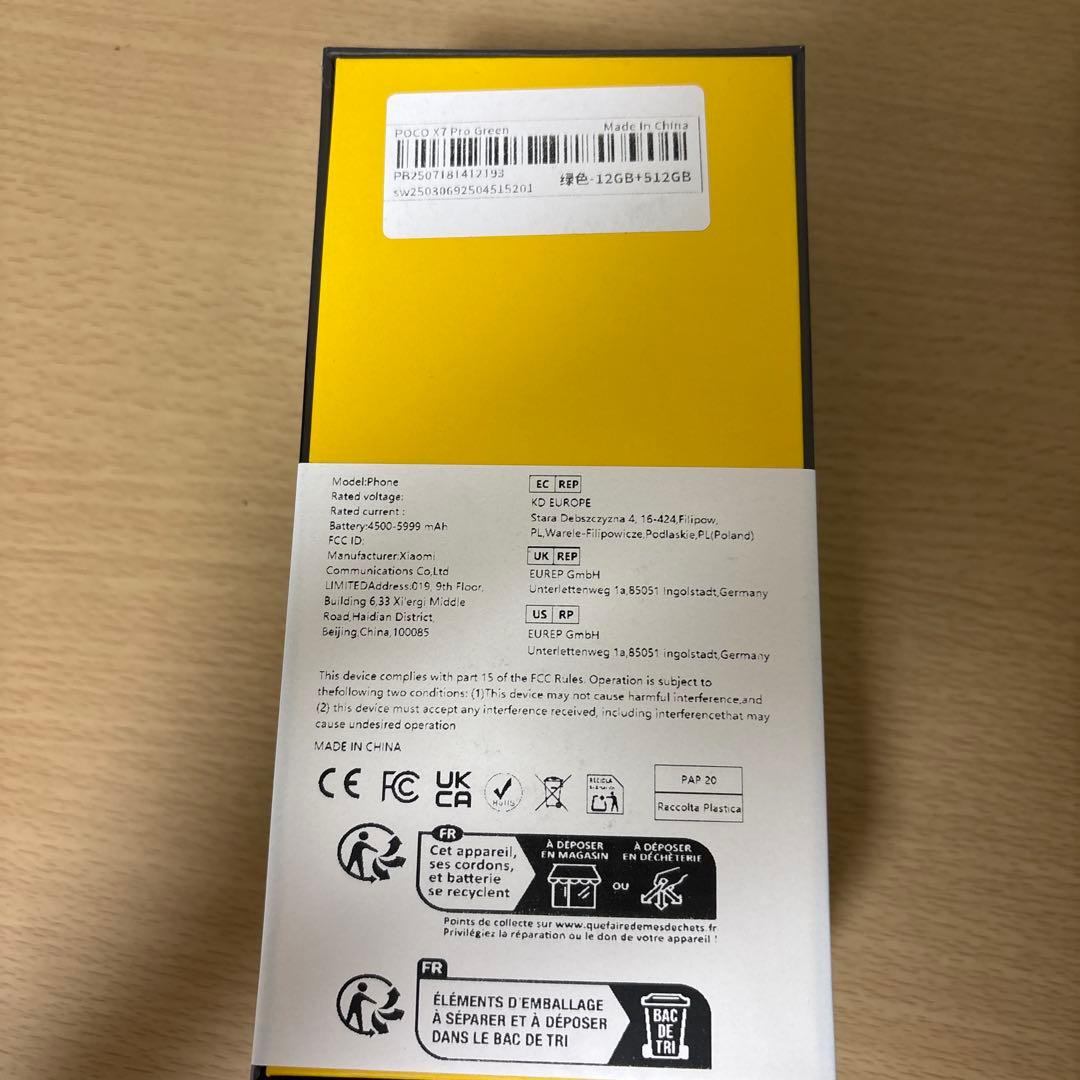 POCO X7 Pro Green
Made In China
PB2507181412193
绿色-12GB+512GB
sw25030692504515201
Model:Phone
Rated voltage:
Rated current :
Battery:4500-5999 mAh
FCC ID:
Manufacturer:Xiaomi
Communications Co,Ltd
LIMITEDAddress:019, 9th Floor,
Building 6,33 Xi'ergi Middle
Road,Haidian District,
Beijing,China,100085
EC REP
KD EUROPE
Stara Debszczyzna 4, 16-424,Filipow,
PL,Warele-Filipowicze,Podlaskie,PL(Poland)
UK REP
EUREP GmbH
Unterlettenweg 1a,85051 Ingolstadt,Germany
US RP
EUREP GmbH
Unterlettenweg 1a,85051 Ingolstadt,Germany
This device complies with part 15 of the FCC Rules. Operation is subject to
thefollowing two conditions: (1)This device may not cause harmful interference,and
(2) this device must accept any interference received, including interferencethat may
cause undesired operation
MADE IN CHINA
CE FC UK
CA
RoHS
RECICLA
PAP 20
Raccolta Plastica
FR
Cet appareil,
ses cordons,
et batterie
se recyclent
À DÉPOSER
EN MAGASIN
OU
À DÉPOSER
EN DÉCHÈTERIE
Points de collecte sur www.quefairedemesdechets.fr
Privilégiez la réparation ou le don de votre appareil !
FR
ÉLÉMENTS D'EMBALLAGE
À SÉPARER ET À DÉPOSER
DANS LE BAC DE TRI
BAC
DE
TRI